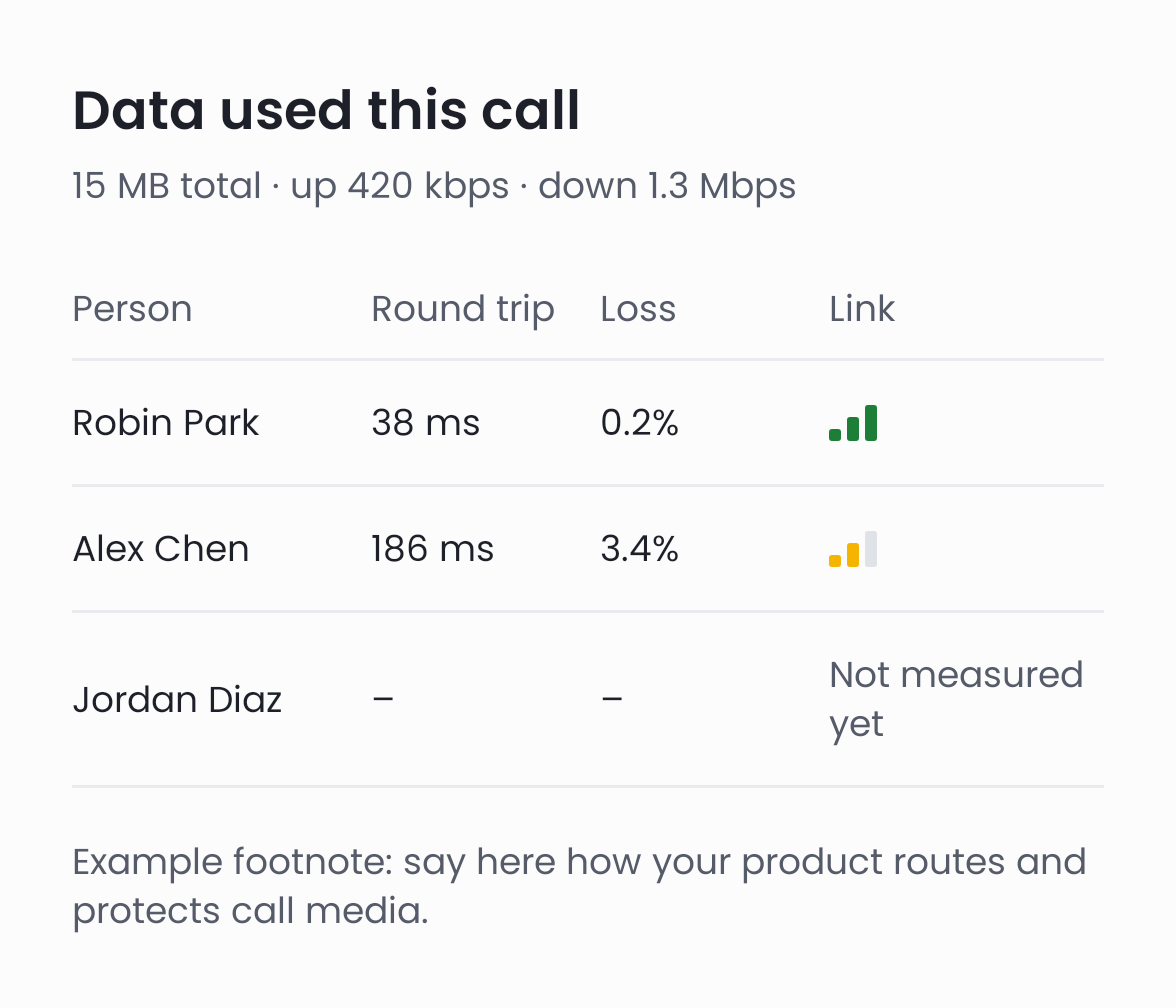 Data used this call
15 MB total · up 420 kbps · down 1.3 Mbps
Person Round trip Loss Link
Robin Park 38 ms 0.2%
Alex Chen 186 ms 3.4%
Jordan Diaz – – Not measured
yet
Example footnote: say here how your product routes and
protects call media.